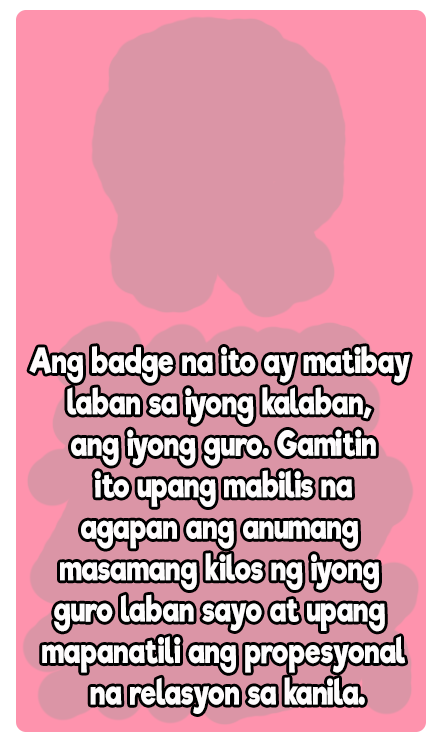 Ang badge na ito ay matibay
laban sa iyong kalaban,
ang iyong guro. Gamitin
ito upang mabilis na
agapan ang anumang
masamang kilos ng iyong
guro laban sayo at upang
mapanatili ang propesyonal
na relasyon sa kanila.